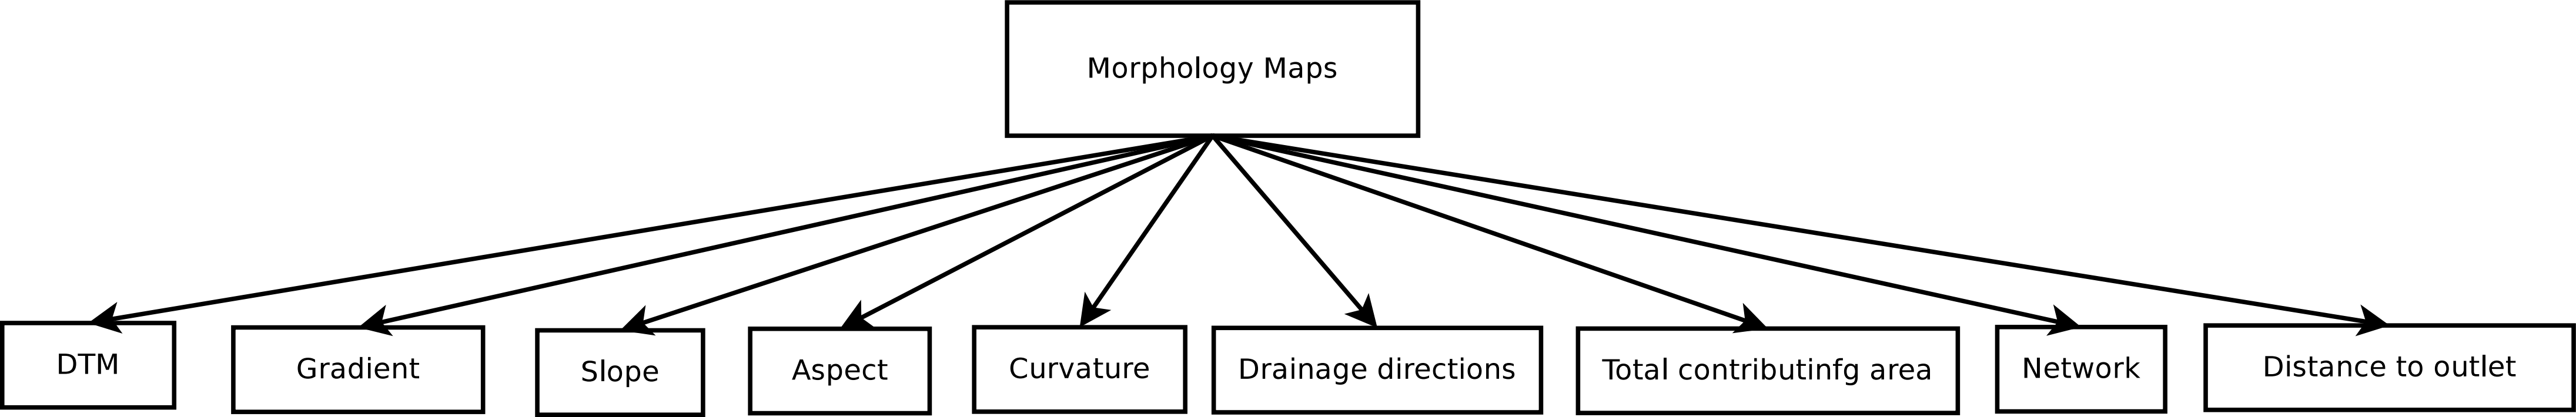 Morphology Maps
DTM
Gradient
Slope
Aspect
Curvature
Drainage directions
Total contributinfg area
Network
Distance to outlet